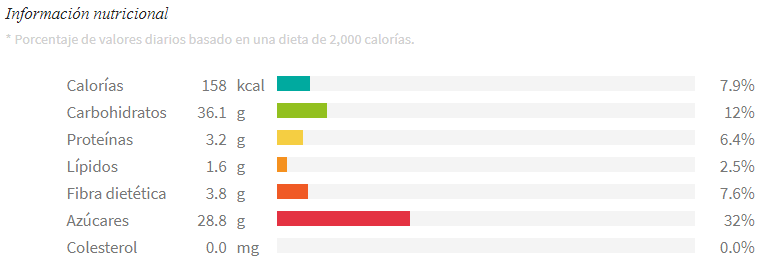 Información nutricional
* Porcentaje de valores diarios basado en una dieta de 2,000 calorías.
Calorías 158 kcal 7.9%
Carbohidratos 36.1 g 12%
Proteínas 3.2 g 6.4%
Lípidos 1.6 g 2.5%
Fibra dietética 3.8 g 7.6%
Azúcares 28.8 g 32%
Colesterol 0.0 mg 0.0%